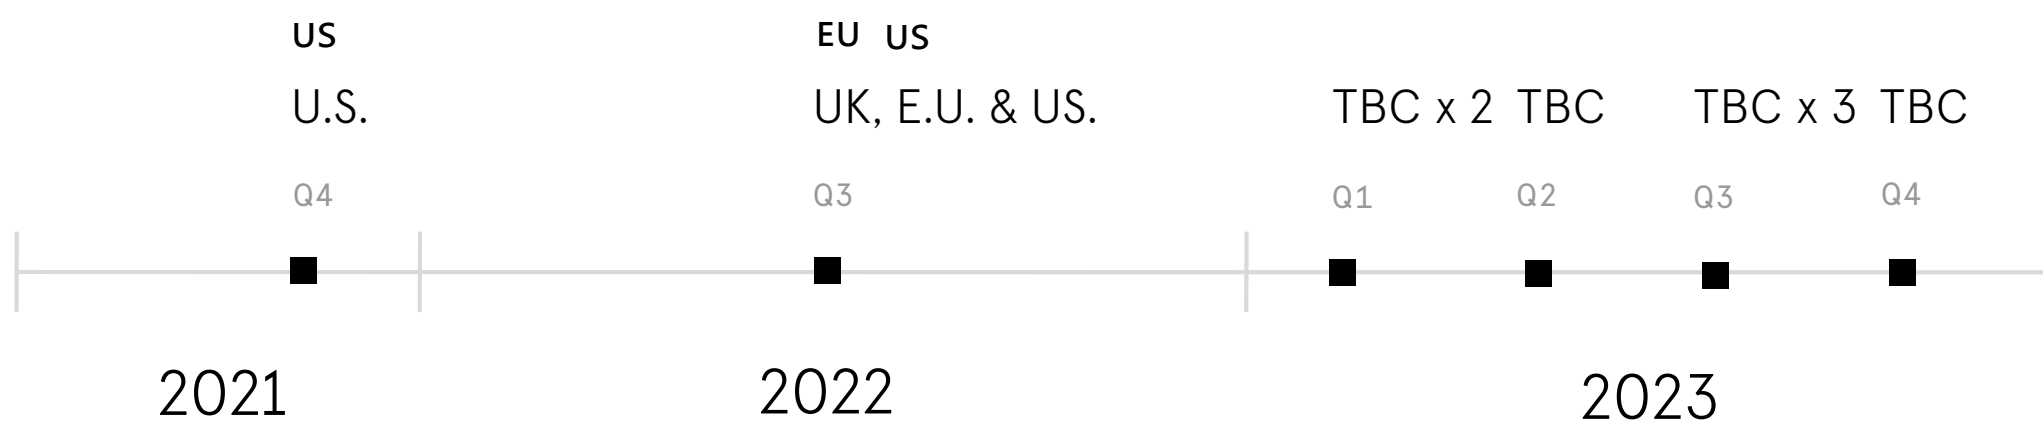 US EU US
U.S. UK, E.U. & US. TBC x 2 TBC TBC x 3 TBC
Q4 Q3 Q1 Q2 Q3 Q4
2021 2022 2023